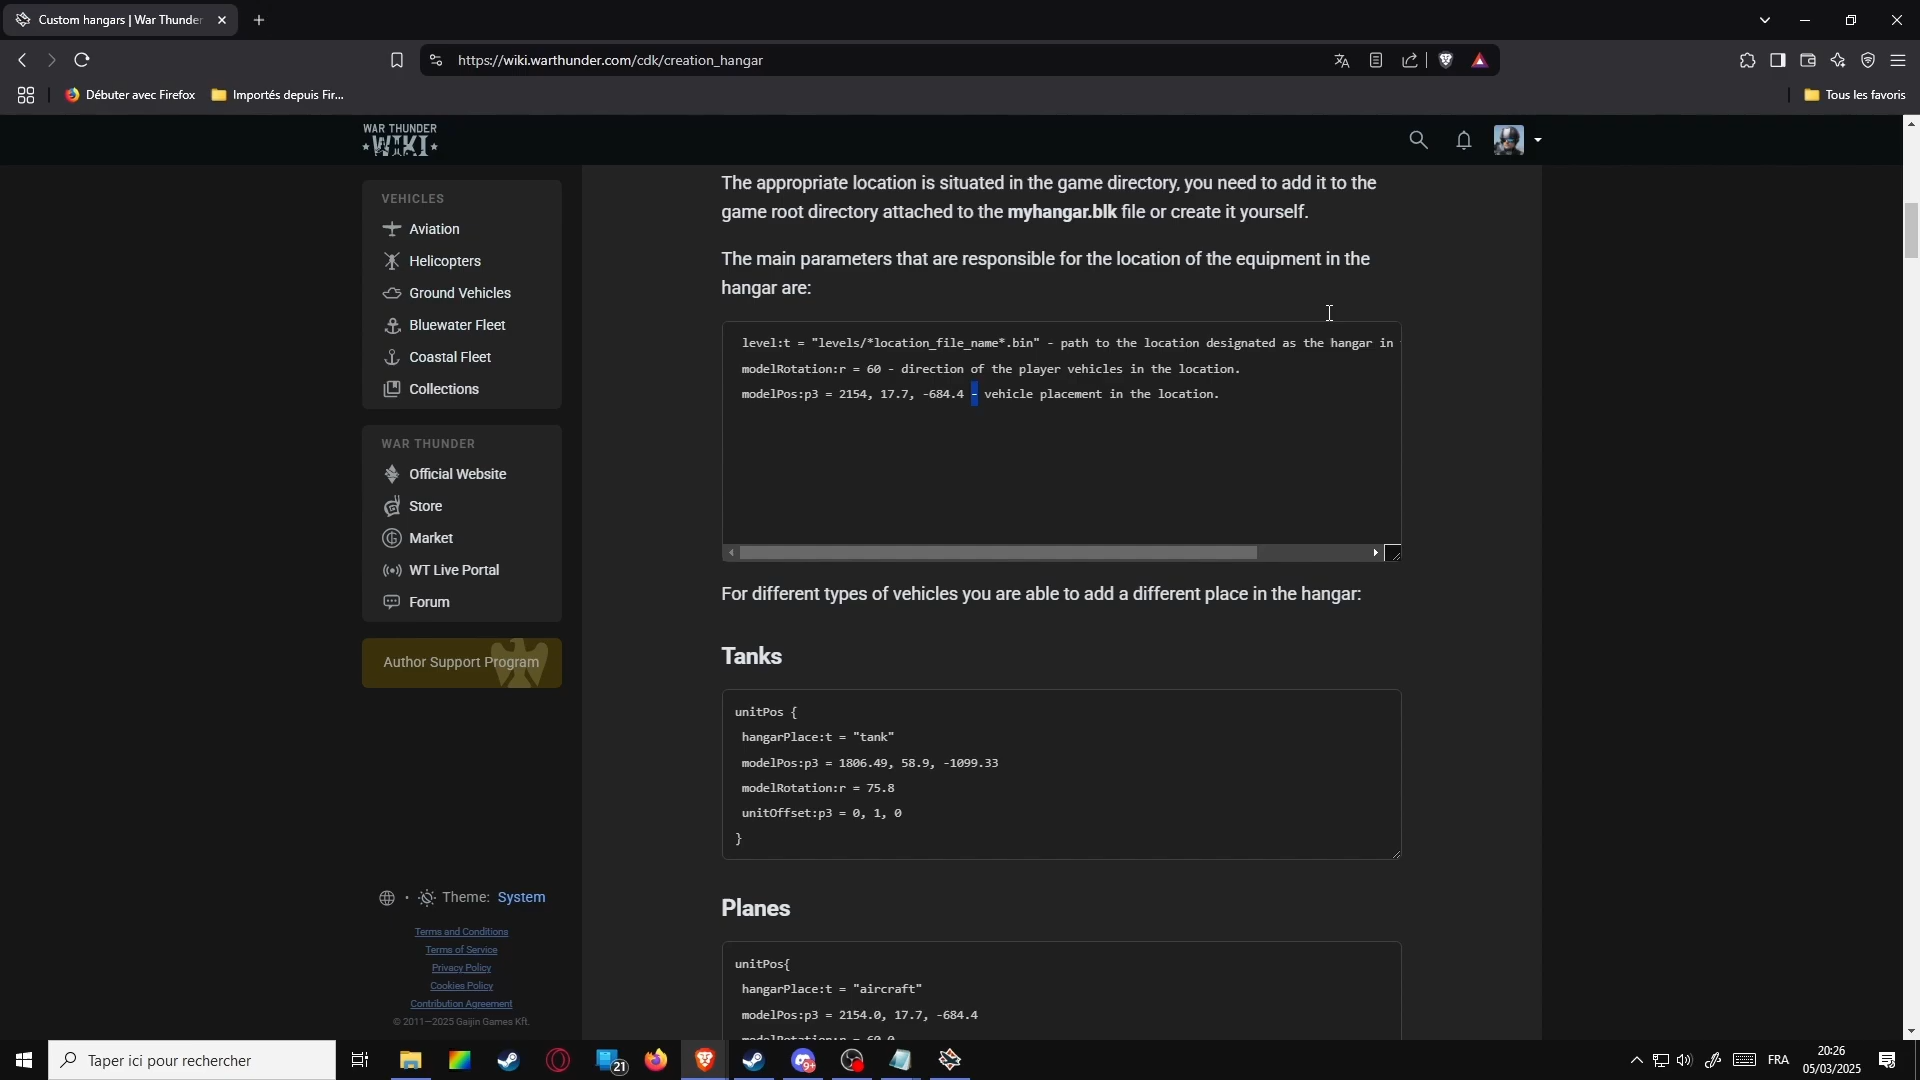 Custom hangars | War Thunder
https://wiki.warthunder.com/cdk/creation_hangar
Débuter avec Firefox
Importés depuis Fir...
Tous les favoris
WAR THUNDER
WIKI
VEHICLES
Aviation
Helicopters
Ground Vehicles
Bluewater Fleet
Coastal Fleet
Collections
WAR THUNDER
Official Website
Store
Market
WT Live Portal
Forum
Author Support Program
Theme: System
Terms and Conditions
Terms of Service
Privacy Policy
Cookies Policy
Contribution Agreement
© 2011—2025 Gaijin Games Kft.
The appropriate location is situated in the game directory, you need to add it to the
game root directory attached to the myhangar.blk file or create it yourself.
The main parameters that are responsible for the location of the equipment in the
hangar are:
level:t = "levels/*location_file_name*.bin" - path to the location designated as the hangar in
modelRotation:r = 60 - direction of the player vehicles in the location.
modelPos:p3 = 2154, 17.7, -684.4 - vehicle placement in the location.
For different types of vehicles you are able to add a different place in the hangar:
Tanks
unitPos {
hangarPlace:t = "tank"
modelPos:p3 = 1806.49, 58.9, -1099.33
modelRotation:r = 75.8
unitOffset:p3 = 0, 1, 0
}
Planes
unitPos{
hangarPlace:t = "aircraft"
modelPos:p3 = 2154.0, 17.7, -684.4
modelRotation:r = 60.0
Taper ici pour rechercher
21
9+
FRA
20:26
05/03/2025